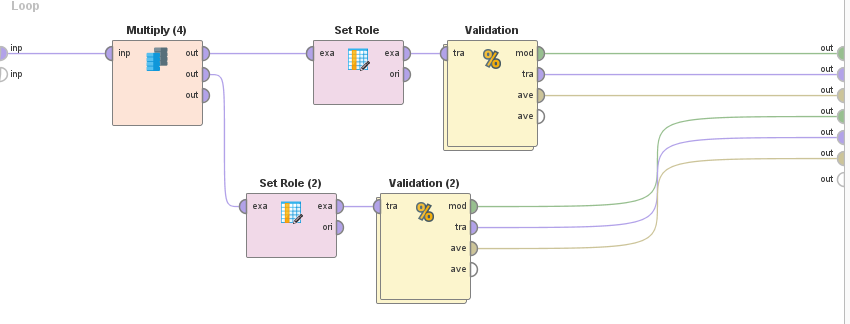 Loop
Multiply (4)
Set Role
Validation
inp
inp
out
exa
exa
tra
mod
out
inp
out
ori
tra
out
out
ave
out
ave
out
out
Set Role (2)
Validation (2)
out
exa
exa
tra
mod
out
ori
tra
ave
ave